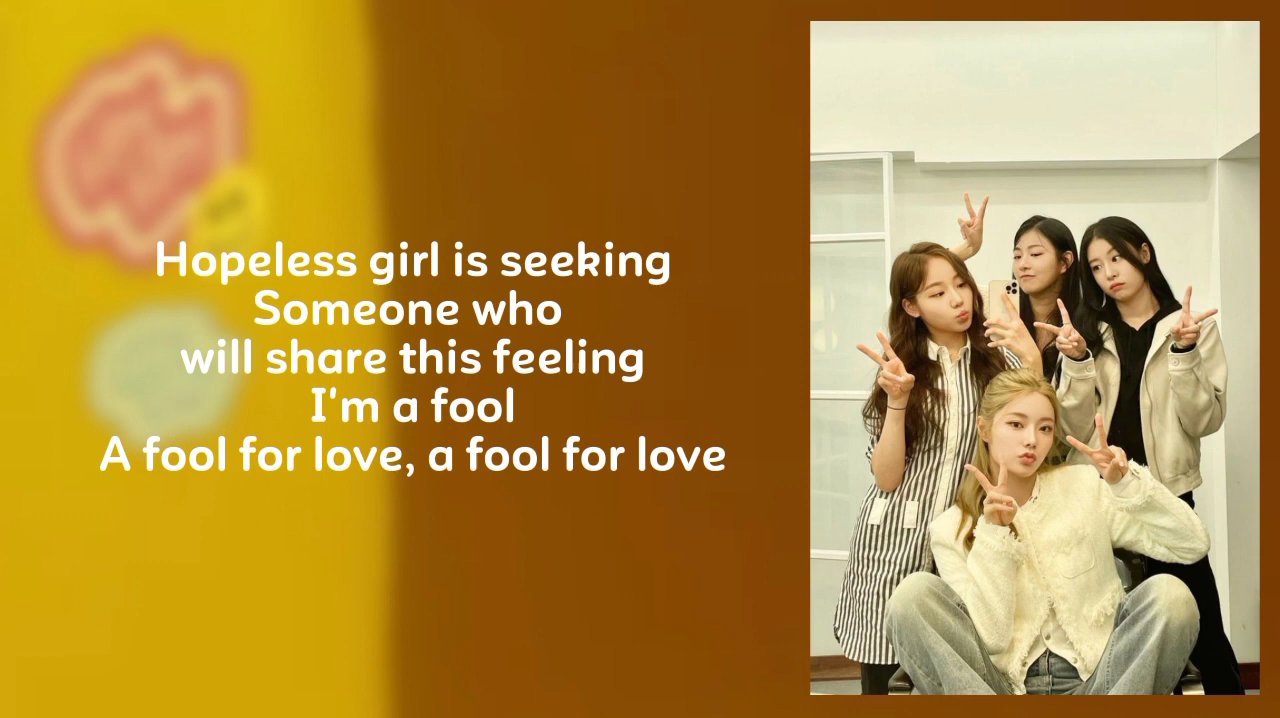 Hopeless girl is seeking
Someone who
will share this feeling
I'm a fool
A fool for love, a fool for love